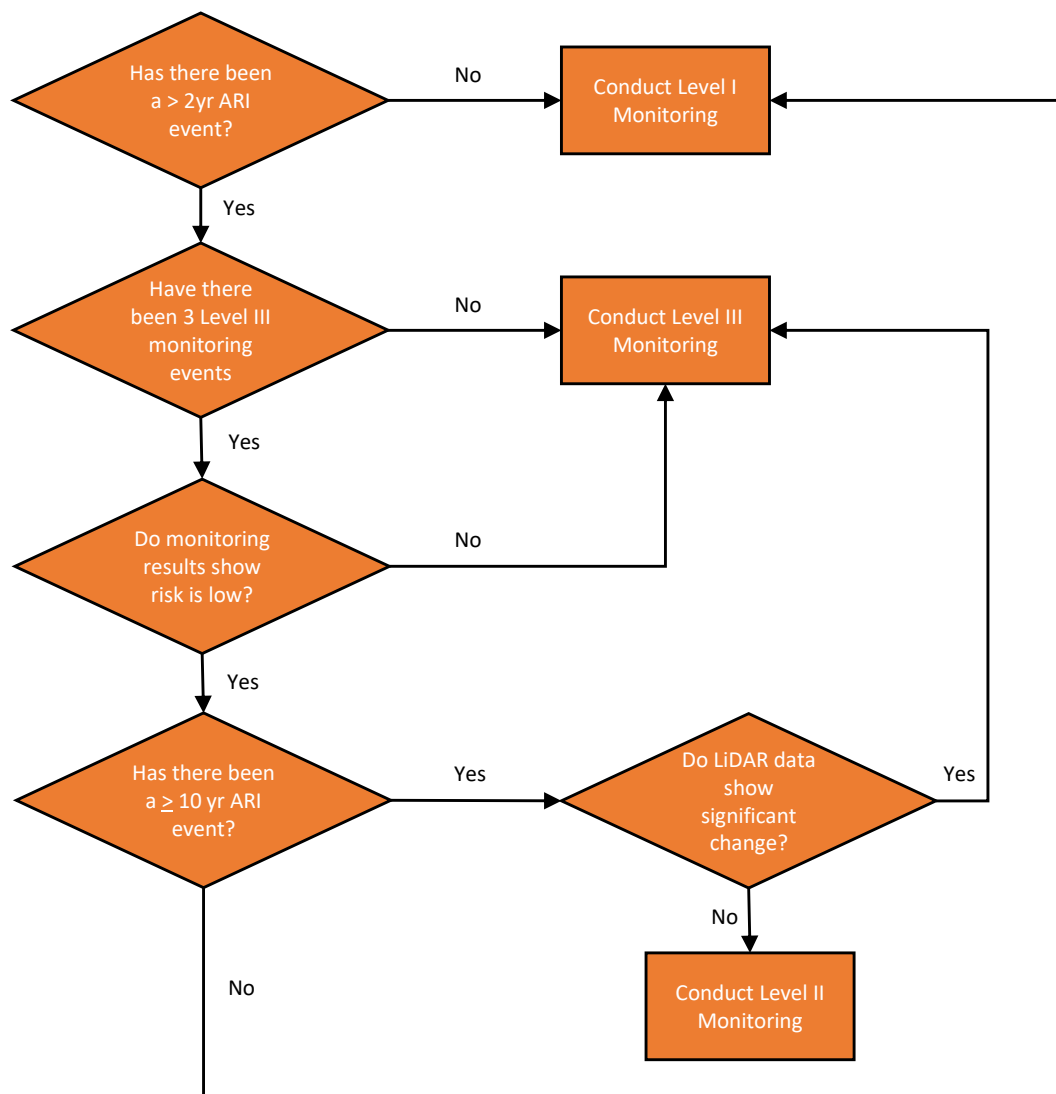 Has there been
a > 2yr ARI
event?
No
Conduct Level I
Monitoring
Yes
Have there
been 3 Level III
monitoring
events
No
Conduct Level III
Monitoring
Yes
Do monitoring
results show
risk is low?
No
Yes
Has there been
a ≥ 10 yr ARI
event?
Yes
Do LiDAR data
show
significant
change?
Yes
No
No
Conduct Level II
Monitoring